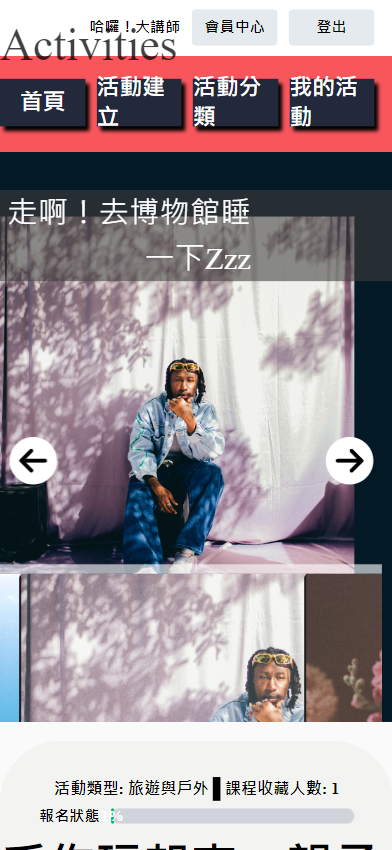 哈囉！大講師
會員中心
登出
Activities
首頁
活動建
立
活動分
類
我的活
動
走啊！去博物館睡
一下Zzz
活動類型: 旅遊與戶外
課程收藏人數: 1
報名狀態